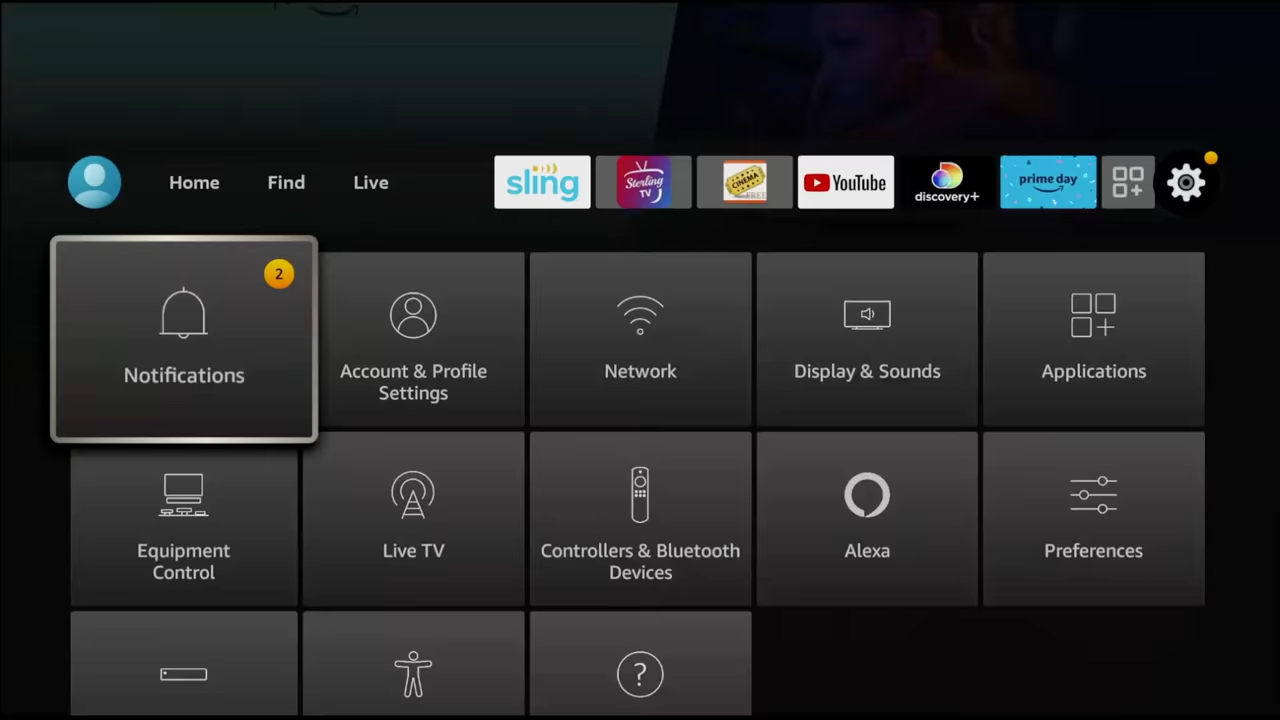 Home
Find
Live
sling
Sterling
TV
CINEMA
FREE
YouTube
discovery+
prime day
2
Notifications
Account & Profile
Settings
Network
Display & Sounds
Applications
Equipment
Control
Live TV
Controllers & Bluetooth
Devices
Alexa
Preferences
?